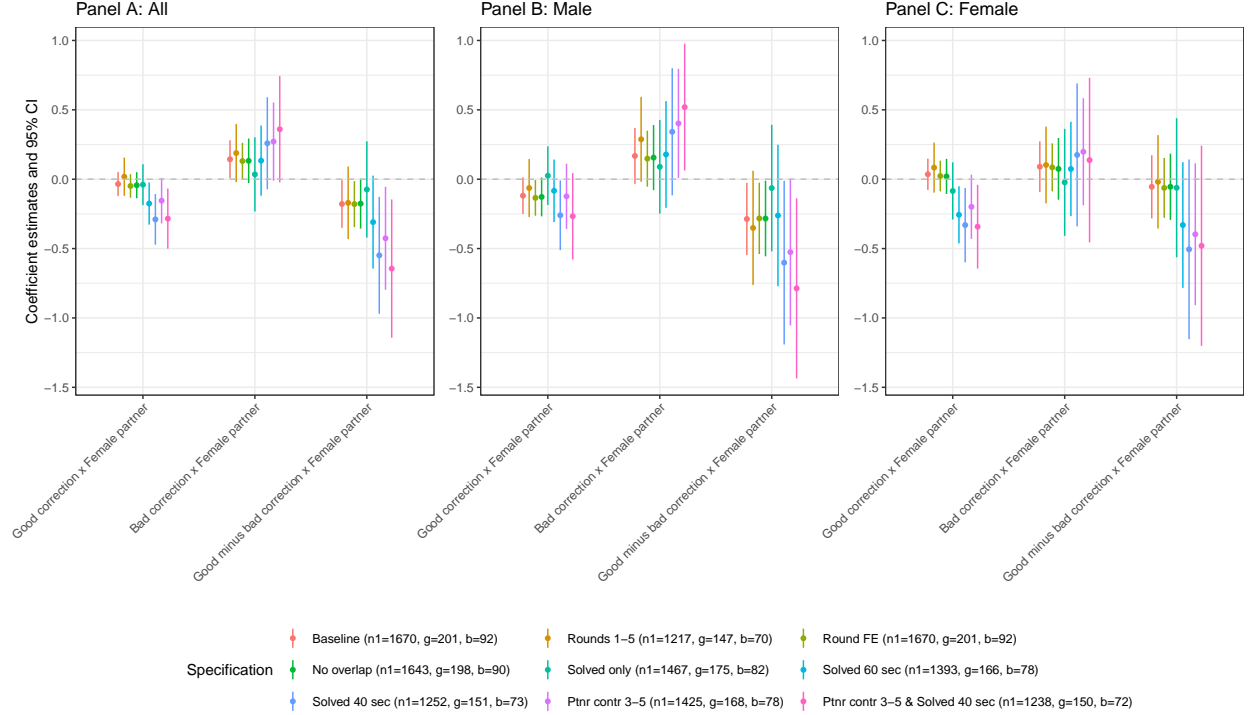 Panel A: All
Panel B: Male
Panel C: Female
Coefficient estimates and 95% CI
1.0
0.5
0.0
−0.5
−1.0
−1.5
1.0
0.5
0.0
−0.5
−1.0
−1.5
1.0
0.5
0.0
−0.5
−1.0
−1.5
Good correction x Female partner
Bad correction x Female partner
Good minus bad correction x Female partner
Good correction x Female partner
Bad correction x Female partner
Good minus bad correction x Female partner
Good correction x Female partner
Bad correction x Female partner
Good minus bad correction x Female partner
Specification
Baseline (n1=1670, g=201, b=92)
Rounds 1−5 (n1=1217, g=147, b=70)
Round FE (n1=1670, g=201, b=92)
No overlap (n1=1643, g=198, b=90)
Solved only (n1=1467, g=175, b=82)
Solved 60 sec (n1=1393, g=166, b=78)
Solved 40 sec (n1=1252, g=151, b=73)
Ptnr contr 3−5 (n1=1425, g=168, b=78)
Ptnr contr 3−5 & Solved 40 sec (n1=1238, g=150, b=72)